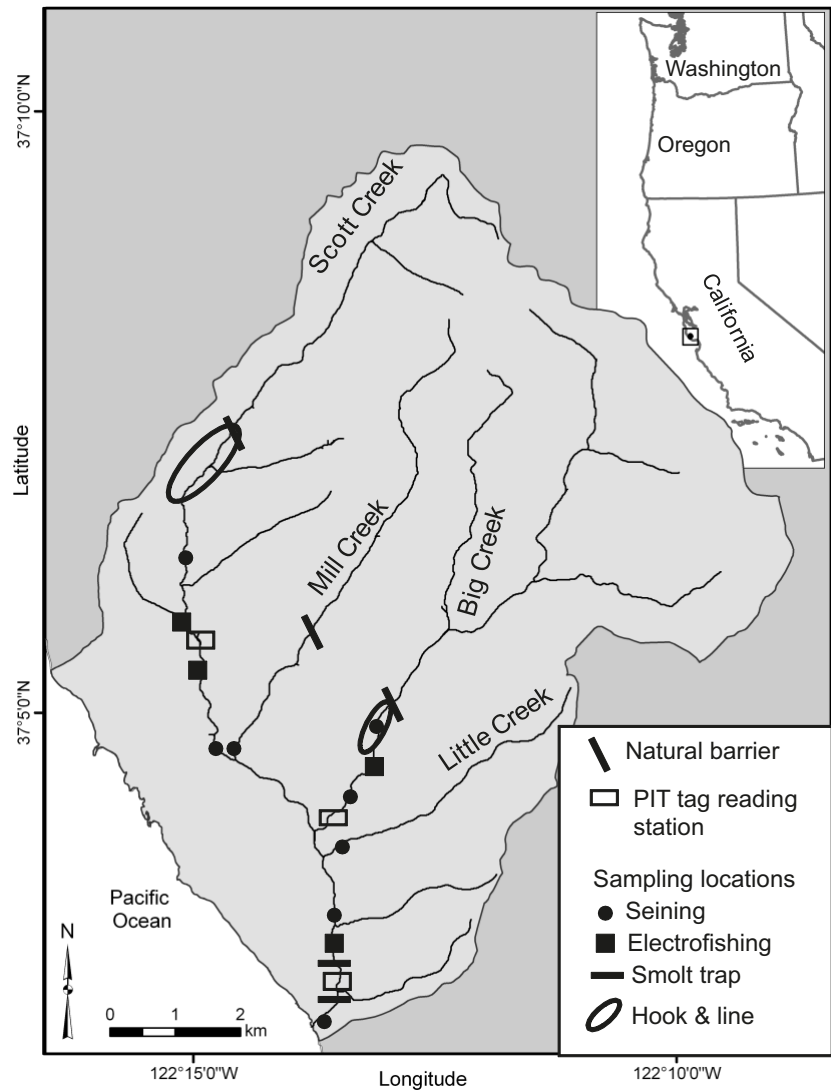 Washington
Oregon
California
37°10'0"N
Scott Creek
Latitude
Mill Creek
Big Creek
37°5'0"N
Little Creek
Natural barrier
PIT tag reading
station
Sampling locations
Seining
Electrofishing
Smolt trap
Hook & line
Pacific
Ocean
N
0 1 2
km
122°15'0"W
Longitude
122°10'0"W